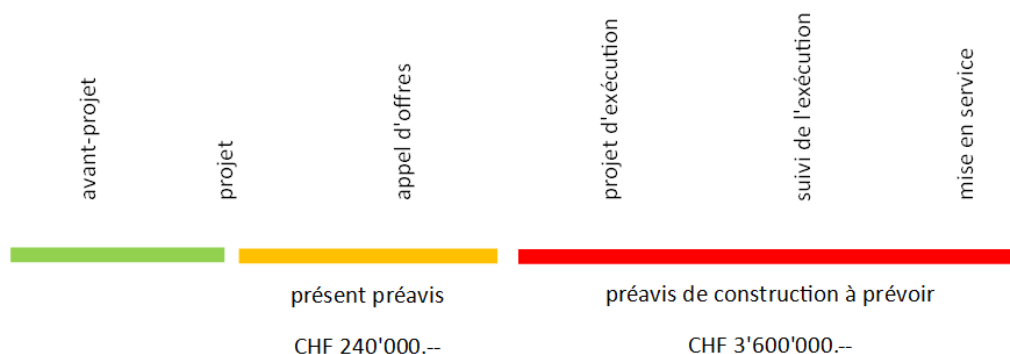 avant-projet
projet
appel d'offres
projet d'exécution
suivi de l'exécution
mise en service
présent préavis
préavis de construction à prévoir
CHF 240'000.--
CHF 3'600'000.--